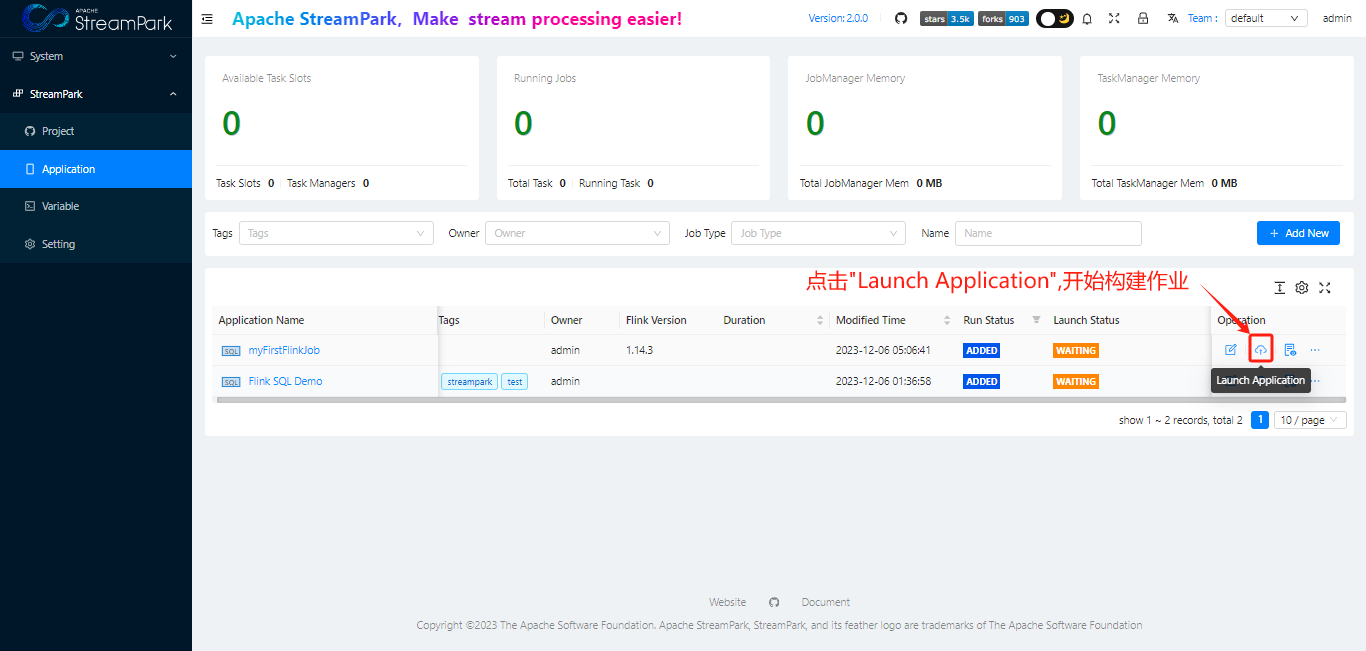 APACHE
StreamPark
Apache StreamPark, Make stream processing easier!
Version: 2.0.0
stars 3.5k
forks 903
Team :
default
admin
System
StreamPark
Project
Application
Variable
Setting
Available Task Slots
0
Task Slots 0
Task Managers 0
Running Jobs
0
Total Task 0
Running Task 0
JobManager Memory
0
Total JobManager Mem 0 MB
TaskManager Memory
0
Total TaskManager Mem 0 MB
Tags Tags
Owner Owner
Job Type Job Type
Name Name
+ Add New
点击"Launch Application",开始构建作业
Application Name Tags Owner Flink Version Duration Modified Time Run Status Launch Status Operation
SQL myFirstFlinkJob admin 1.14.3 2023-12-06 05:06:41 ADDED WAITING
SQL Flink SQL Demo streampark test admin 2023-12-06 01:36:58 ADDED WAITING
Launch Application
show 1 ~ 2 records, total 2 1 10 / page
Website Document
Copyright ©2023 The Apache Software Foundation. Apache StreamPark, StreamPark, and its feather logo are trademarks of The Apache Software Foundation